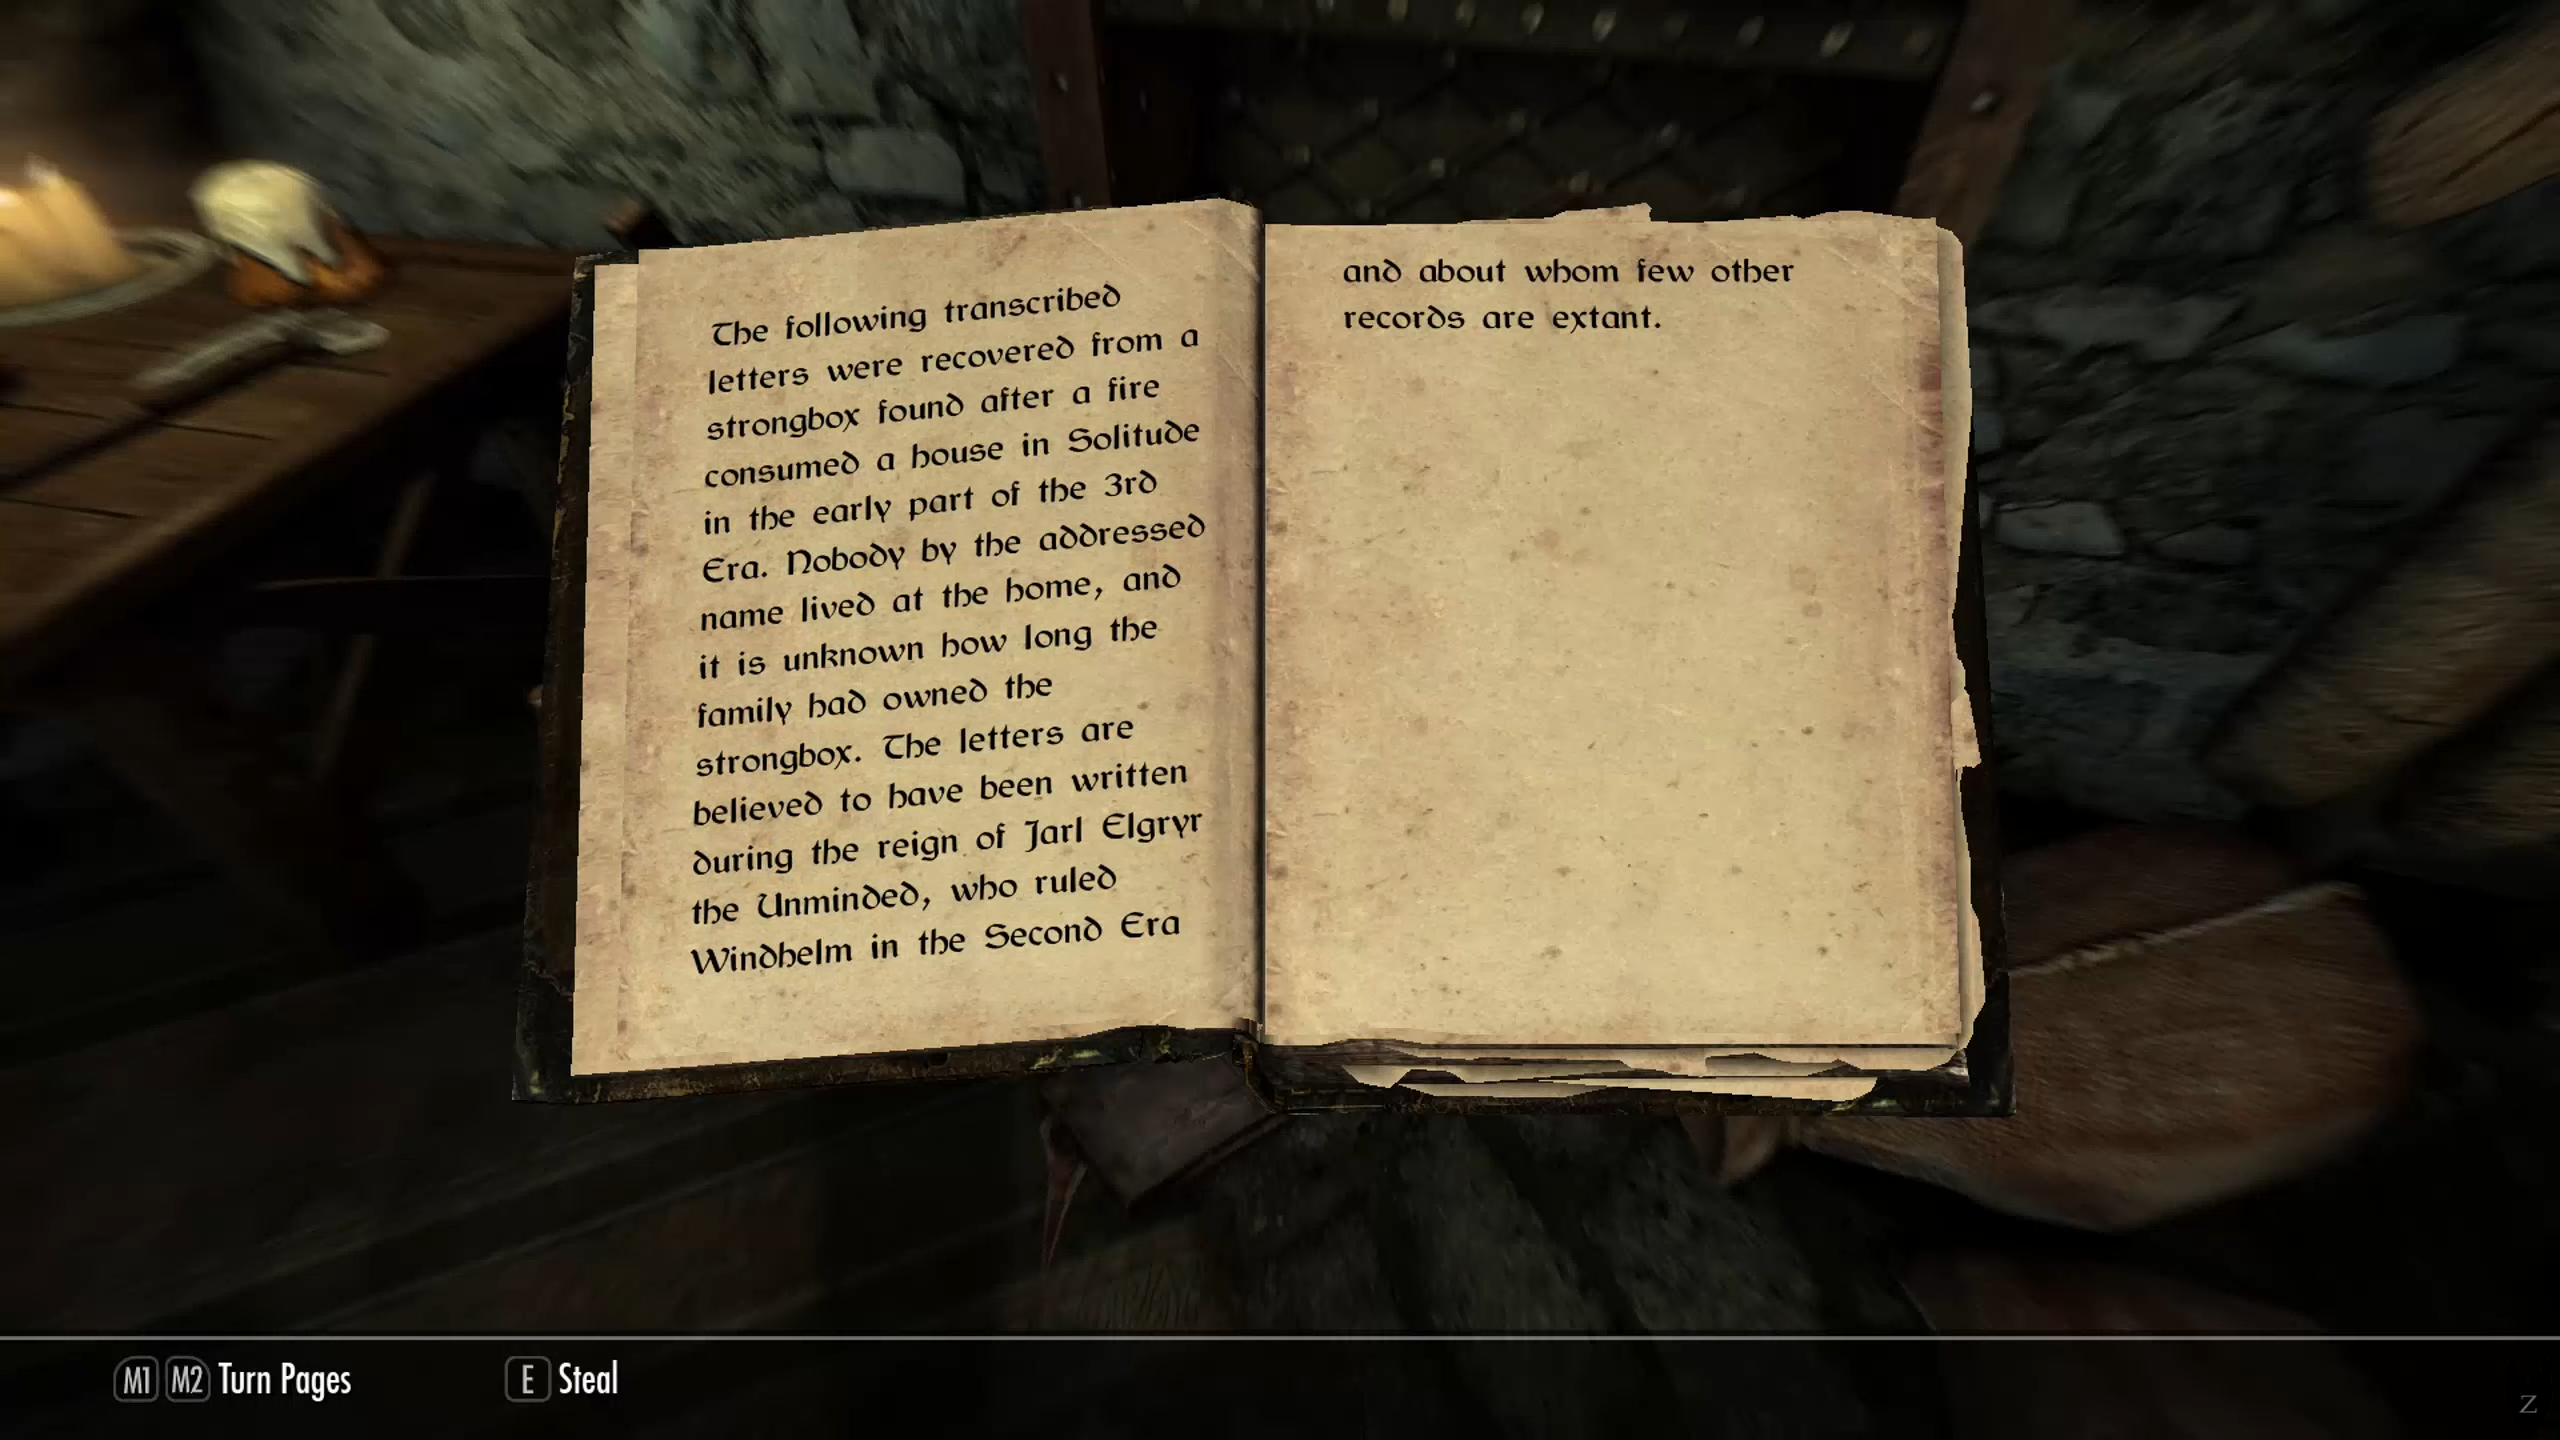 The following transcribed
letters were recovered from a
strongbox found after a fire
consumed a house in Solitude
in the early part of the 3rd
Era. Nobody by the addressed
name lived at the home, and
it is unknown how long the
family had owned the
strongbox. The letters are
believed to have been written
during the reign of Jarl Elgryr
the Unminded, who ruled
Windhelm in the Second Era
and about whom few other
records are extant.
M1 M2 Turn Pages
E Steal
Z